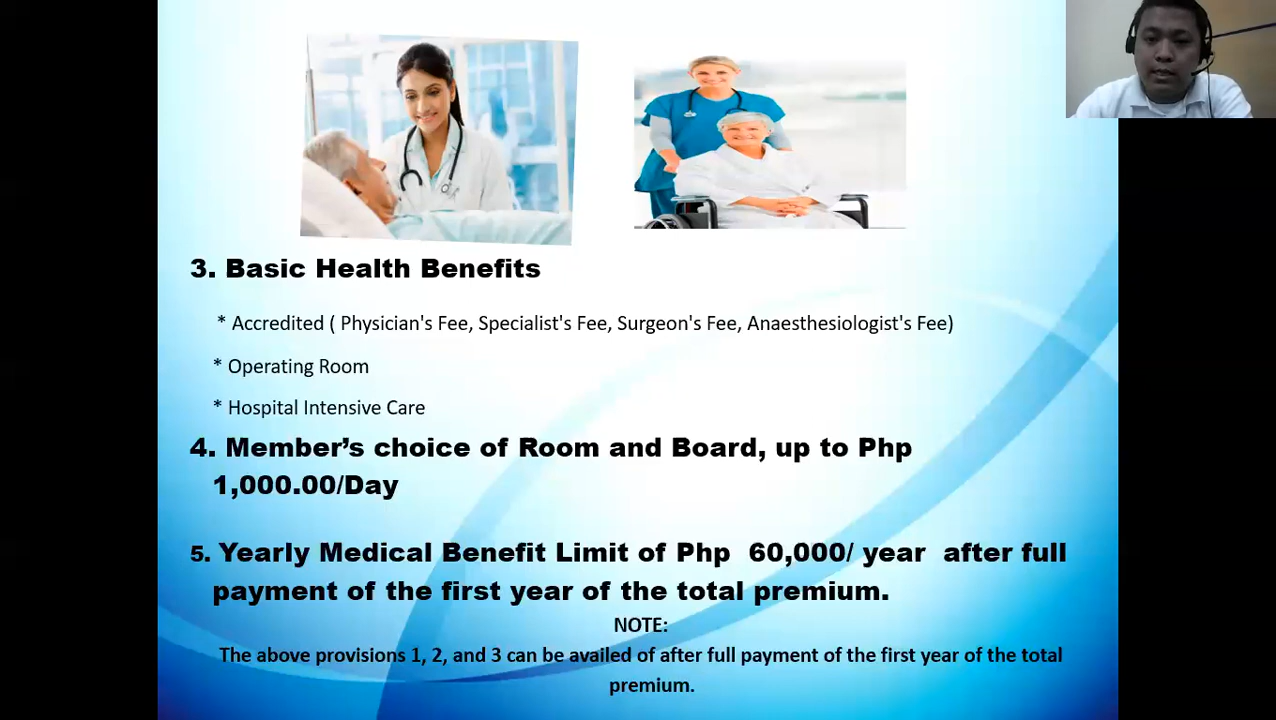 3. Basic Health Benefits
* Accredited ( Physician's Fee, Specialist's Fee, Surgeon's Fee, Anaesthesiologist's Fee)
* Operating Room
* Hospital Intensive Care
4. Member’s choice of Room and Board, up to Php
1,000.00/Day
5. Yearly Medical Benefit Limit of Php 60,000/ year after full
payment of the first year of the total premium.
NOTE:
The above provisions 1, 2, and 3 can be availed of after full payment of the first year of the total
premium.